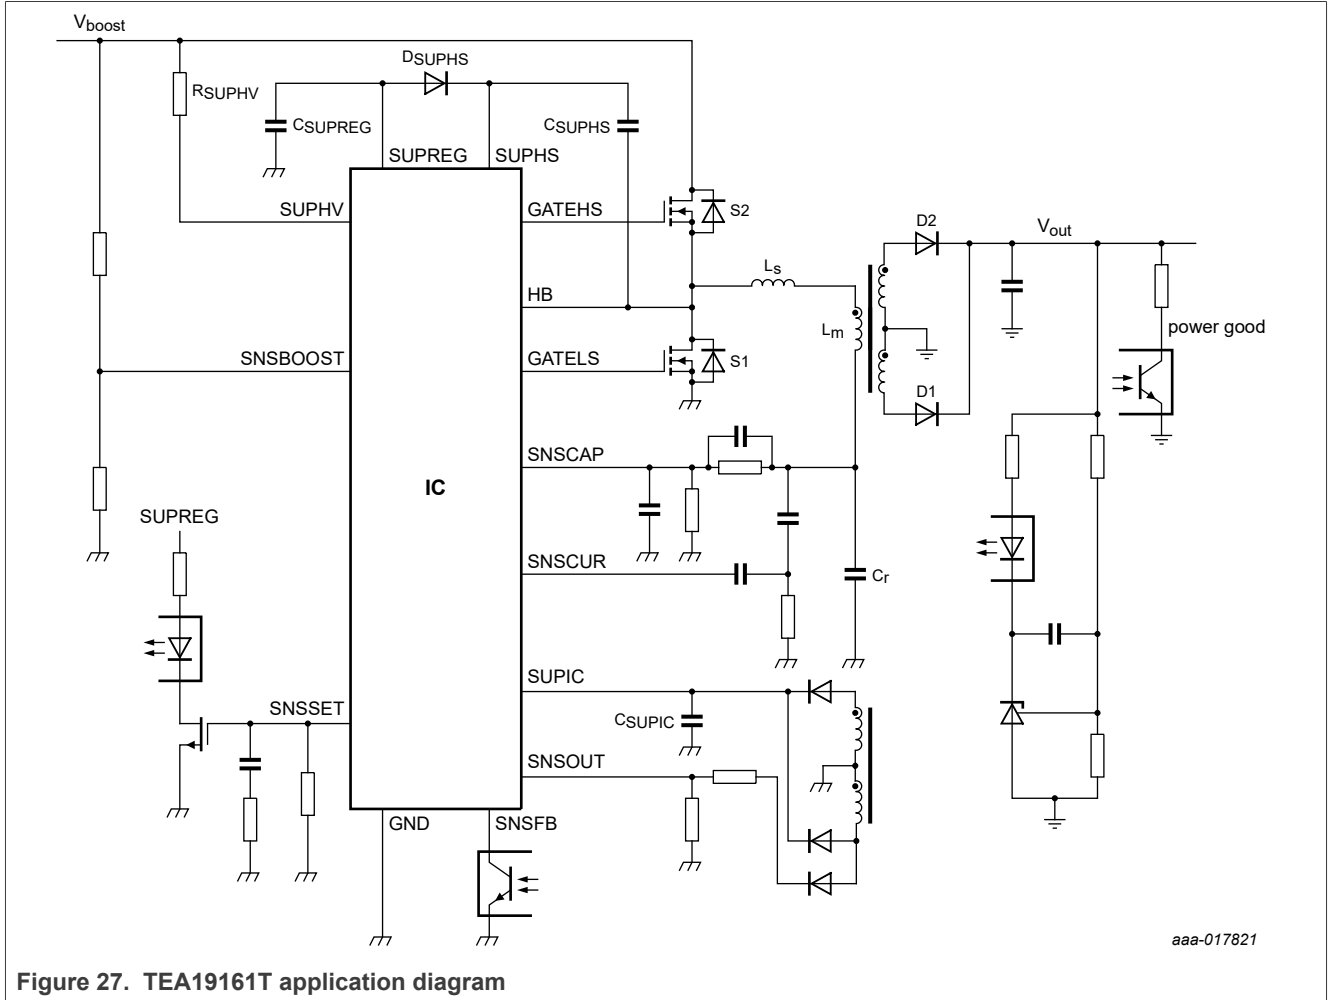 Vboost
DSUPHS
RSUPHV
CSUPREG
CSUPHS
SUPREG
SUPHS
SUPHV
GATEHS
S2
D2
Vout
Ls
HB
Lm
power good
SNSBOOST
GATELS
S1
D1
SNSCAP
IC
SUPREG
SNSCUR
Cr
SUPIC
SNSSET
CSUPIC
SNSOUT
GND
SNSFB
aaa-017821
Figure 27. TEA19161T application diagram